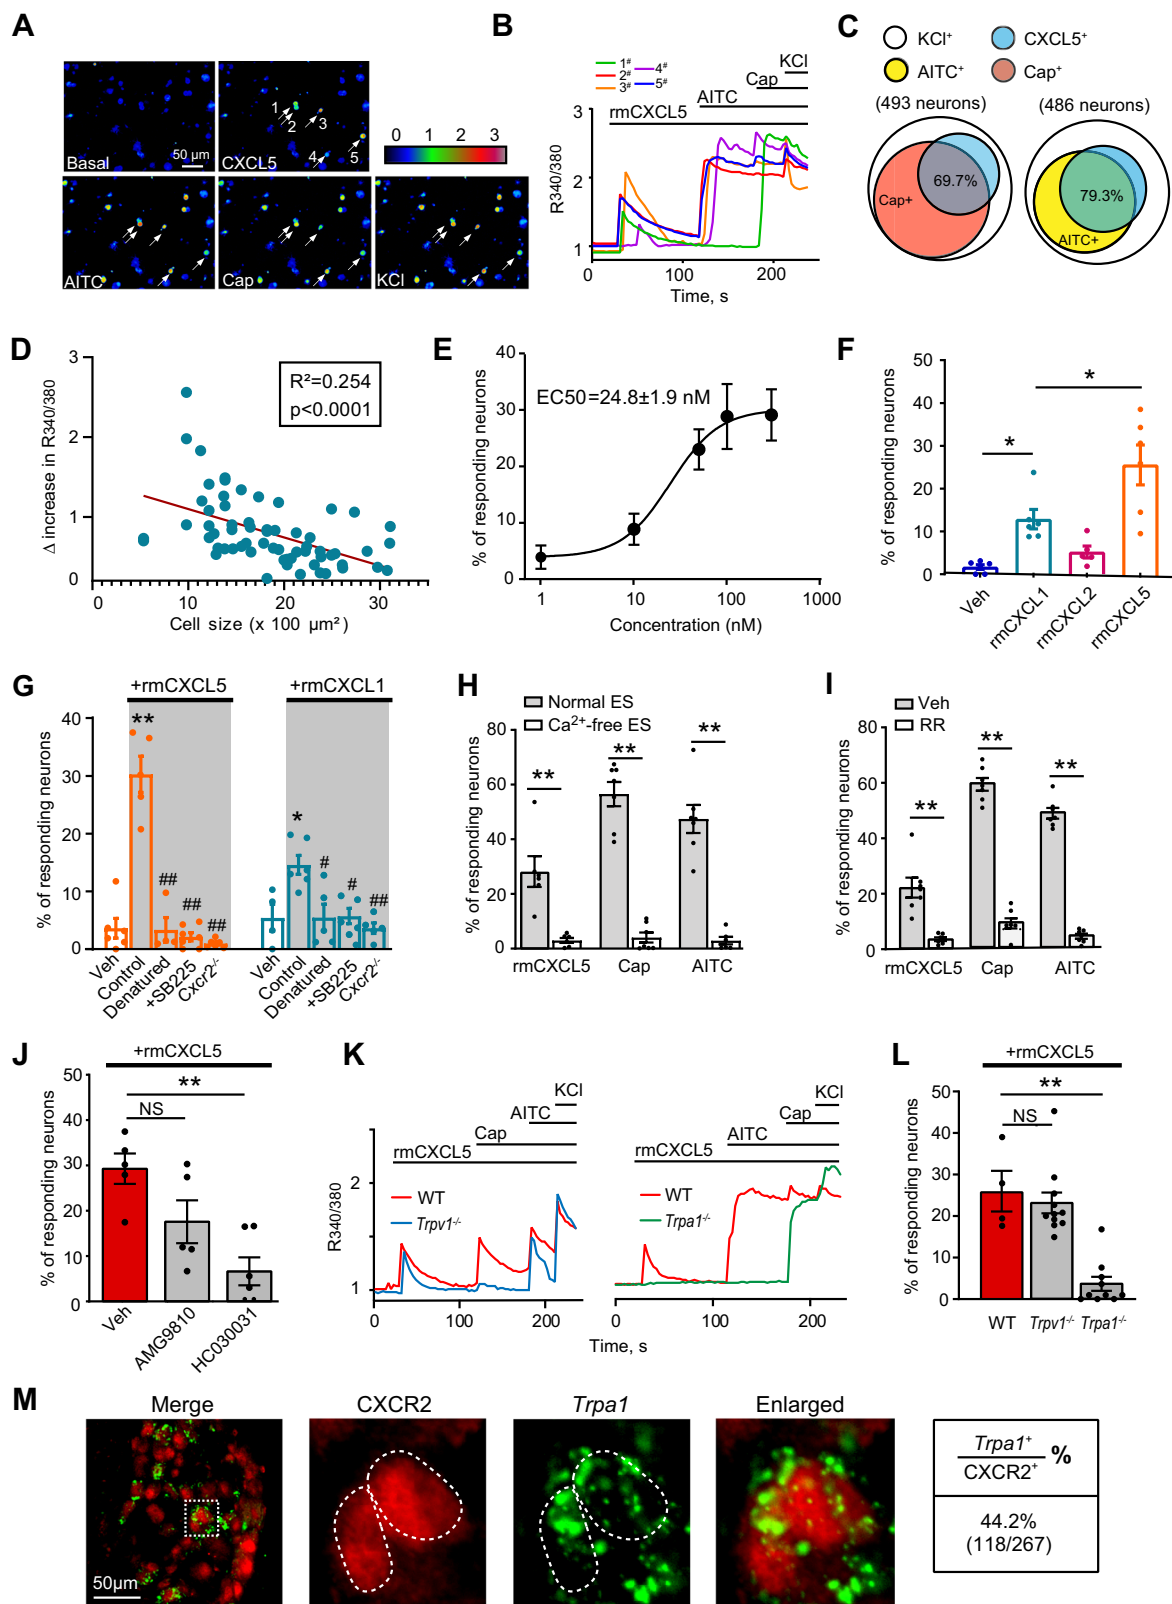 A
Basal
50 µm
CXCL5
1
2
3
4
5
0 1 2 3
AITC
Cap
KCl
B
1# 4#
2# 5#
3#
KCl
Cap
AITC
rmCXCL5
R340/380
3
2
1
0 100 200
Time, s
C
KCl⁺ CXCL5⁺
AITC⁺ Cap⁺
(493 neurons) (486 neurons)
Cap+
69.7%
79.3%
AITC+
D
Δ increase in R340/380
3
2
1
0
R²=0.254
p<0.0001
0 10 20 30
Cell size (x 100 µm²)
E
% of responding neurons
40
30
20
10
0
EC50=24.8±1.9 nM
1 10 100 1000
Concentration (nM)
F
% of responding neurons
50
40
30
20
10
0
*
*
Veh rmCXCL1 rmCXCL2 rmCXCL5
G
+rmCXCL5 +rmCXCL1
% of responding neurons
40
30
20
10
0
** ## ## ##
* # # ##
Veh Control Denatured +SB225 Cxcr2⁻/⁻
Veh Control Denatured +SB225 Cxcr2⁻/⁻
H
Normal ES
Ca²⁺-free ES
% of responding neurons
80
60
40
20
0
** ** **
rmCXCL5 Cap AITC
I
Veh
RR
% of responding neurons
80
60
40
20
0
** ** **
rmCXCL5 Cap AITC
J
+rmCXCL5
% of responding neurons
50
40
30
20
10
0
**
NS
Veh AMG9810 HC030031
K
KCl
AITC
Cap
rmCXCL5
R340/380
2
1
WT
Trpv1⁻/⁻
0 100 200
KCl
Cap
AITC
rmCXCL5
WT
Trpa1⁻/⁻
0 100 200
Time, s
L
+rmCXCL5
% of responding neurons
50
40
30
20
10
0
**
NS
WT Trpv1⁻/⁻ Trpa1⁻/⁻
M
Merge CXCR2 Trpa1 Enlarged
50µm
Trpa1⁺
CXCR2⁺ %
44.2%
(118/267)